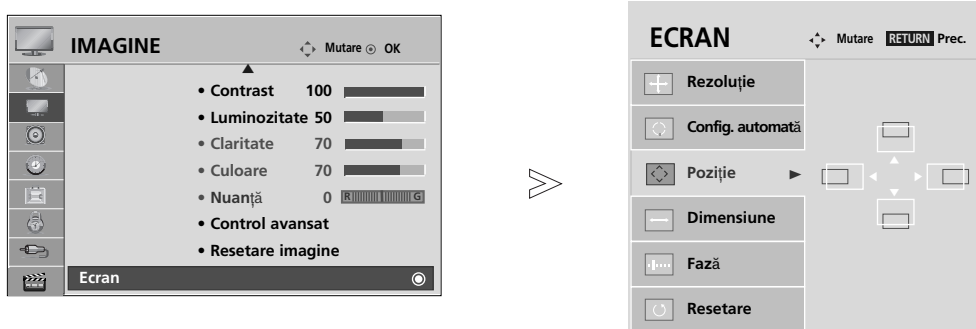 IMAGINE
Mutare OK
• Contrast 100
• Luminozitate 50
• Claritate 70
• Culoare 70
• Nuanță 0 R G
• Control avansat
• Resetare imagine
Ecran
ECRAN
Mutare RETURN Prec.
Rezoluție
Config. automată
Poziție
Dimensiune
Fază
Resetare